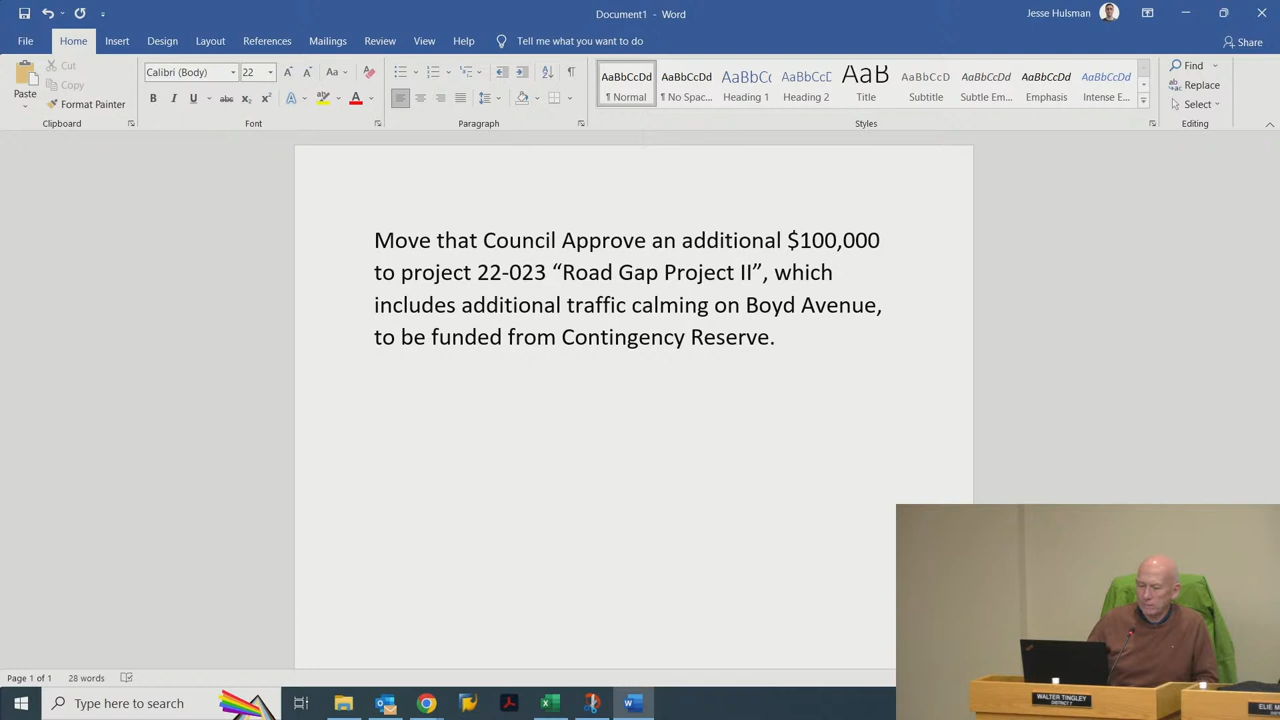 Document1 - Word
Jesse Hulsman
File Home Insert Design Layout References Mailings Review View Help Tell me what you want to do
Share
Paste
Cut
Copy
Format Painter
Clipboard
Calibri (Body) 22
Font
Paragraph
AaBbCcDd AaBbCcDd AaBbCc AaBbCcD AaB AaBbCcD AaBbCcDd AaBbCcDd AaBbCcDd
¶ Normal ¶ No Spac... Heading 1 Heading 2 Title Subtitle Subtle Em... Emphasis Intense E...
Styles
Find
Replace
Select
Editing
Move that Council Approve an additional $100,000
to project 22-023 “Road Gap Project II”, which
includes additional traffic calming on Boyd Avenue,
to be funded from Contingency Reserve.
WALTER TINGLEY
DISTRICT 7
ELIE M
Page 1 of 1 28 words
Type here to search